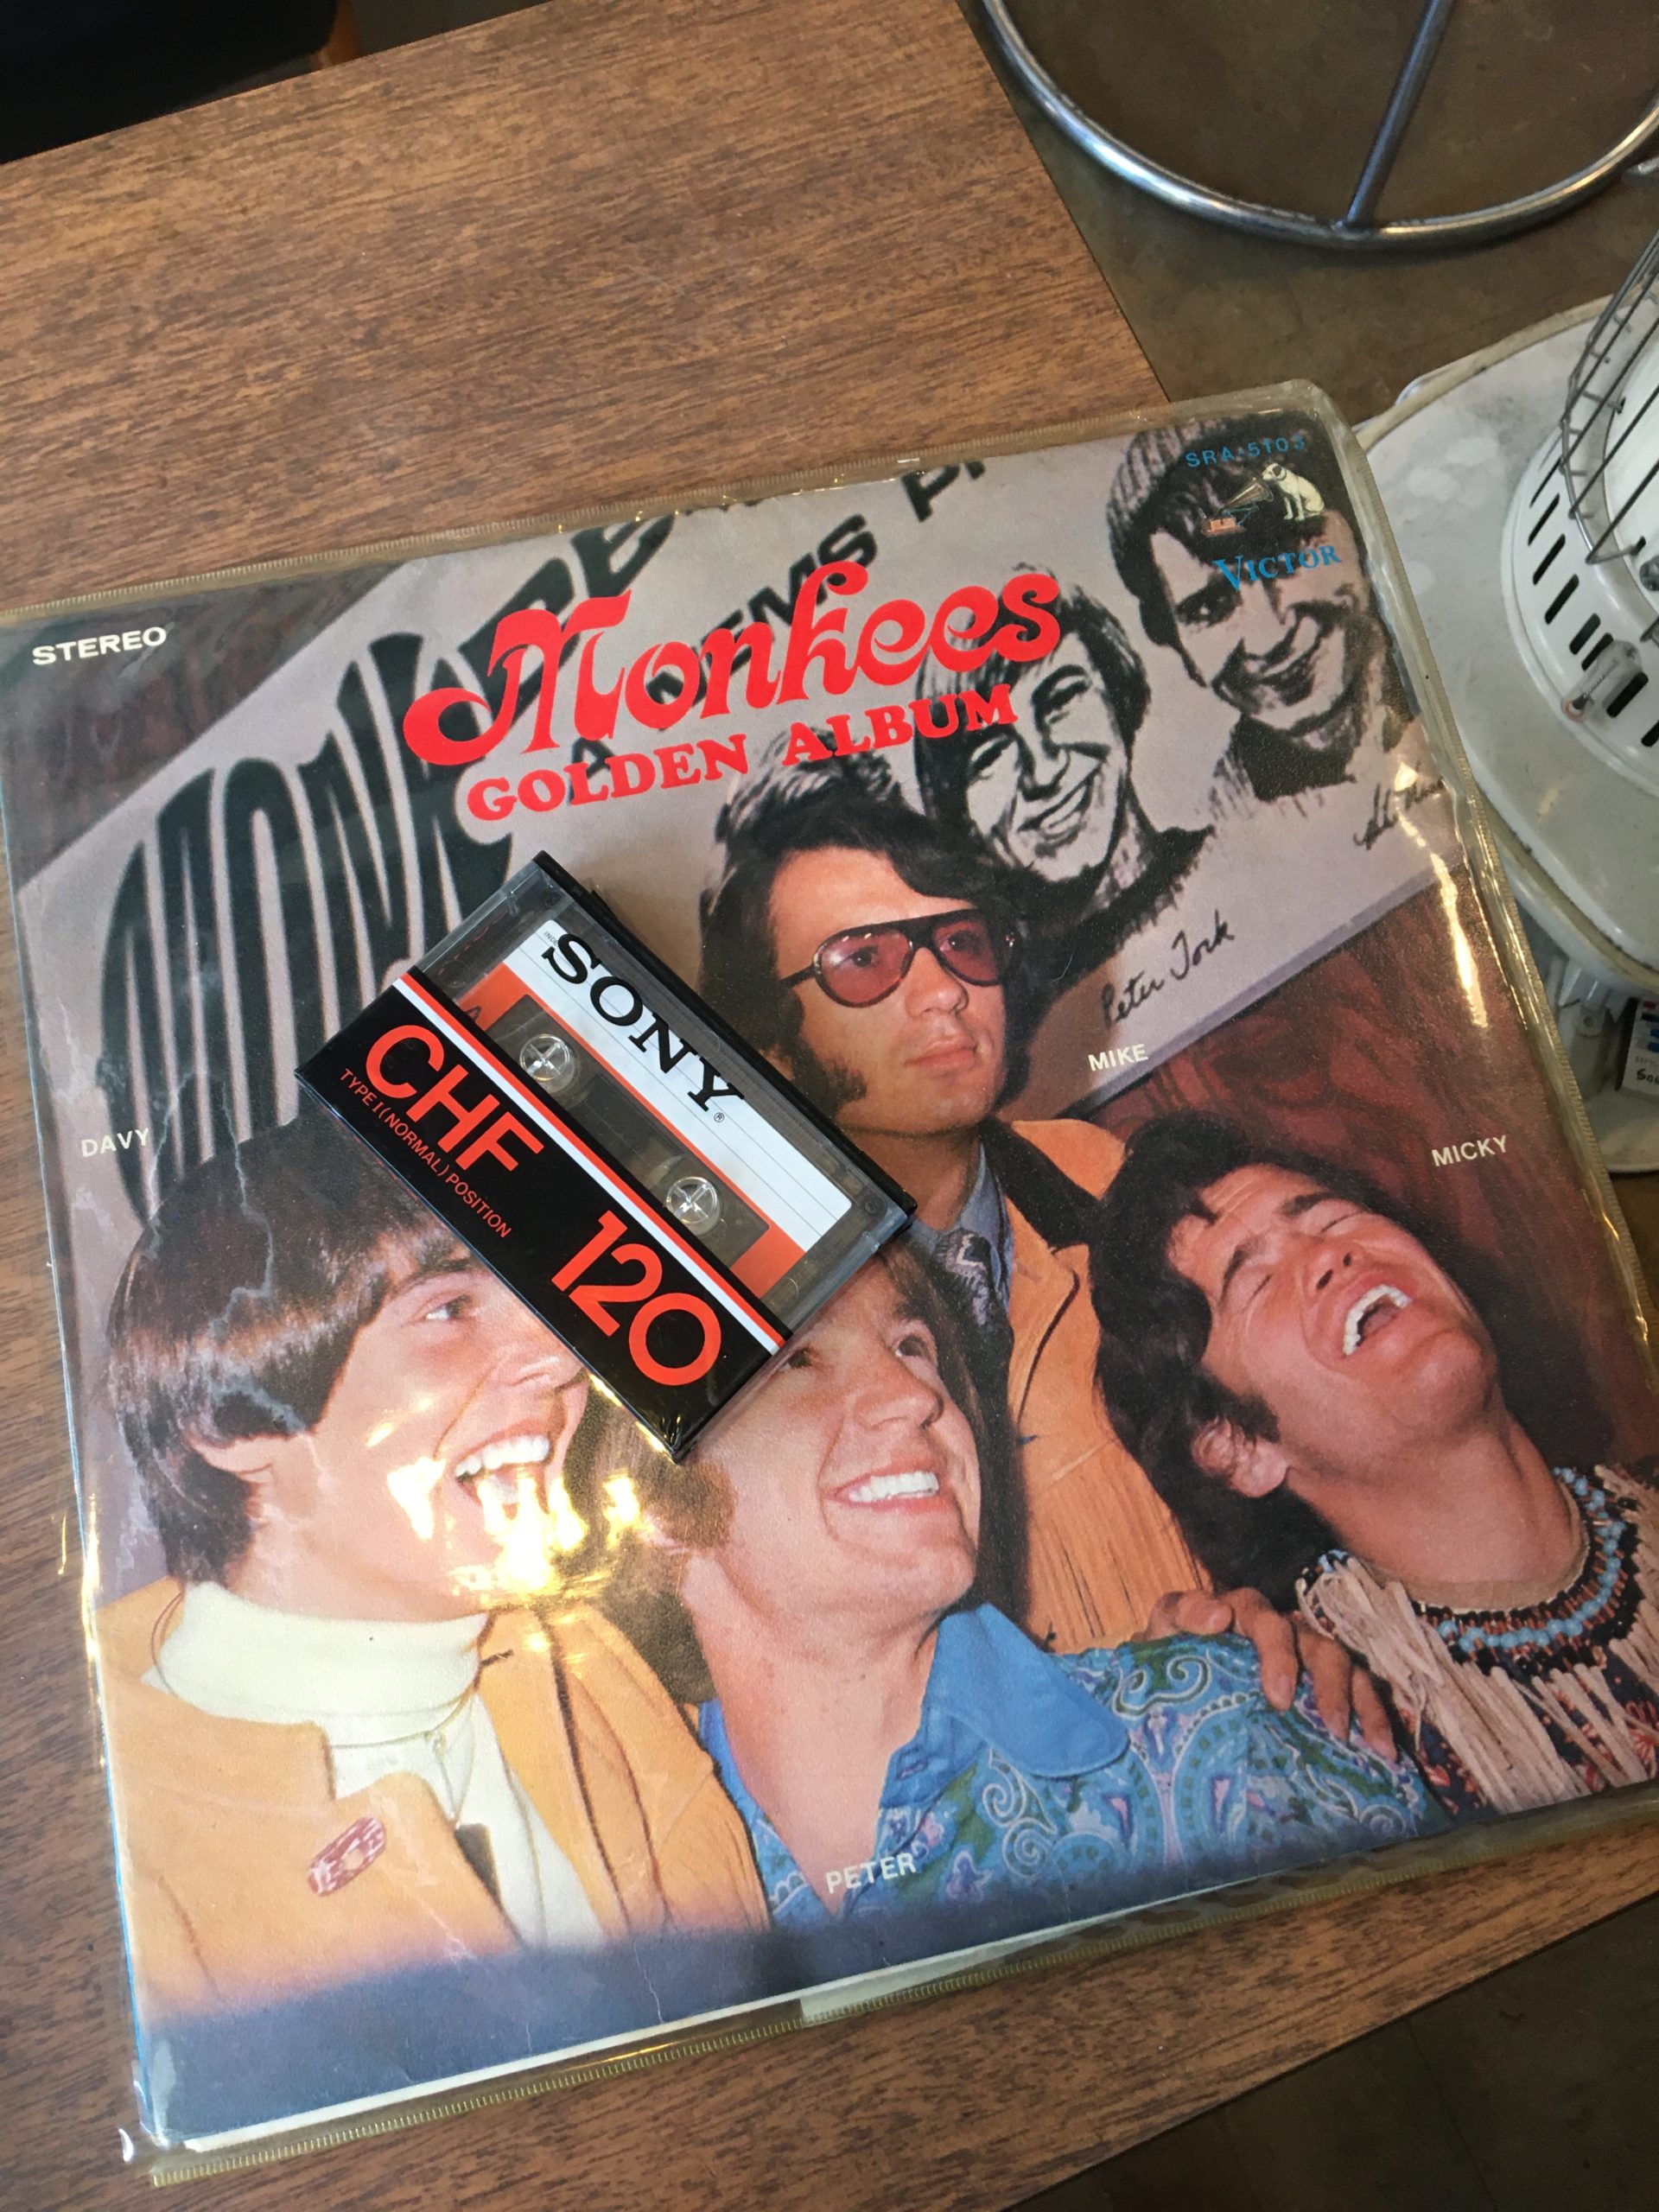 SRA-5103
VICTOR
STEREO
Monkees
GOLDEN ALBUM
Peter Tork
MIKE
DAVY
MICKY
SONY®
A
CHF
TYPE I (NORMAL) POSITION
120
PETER